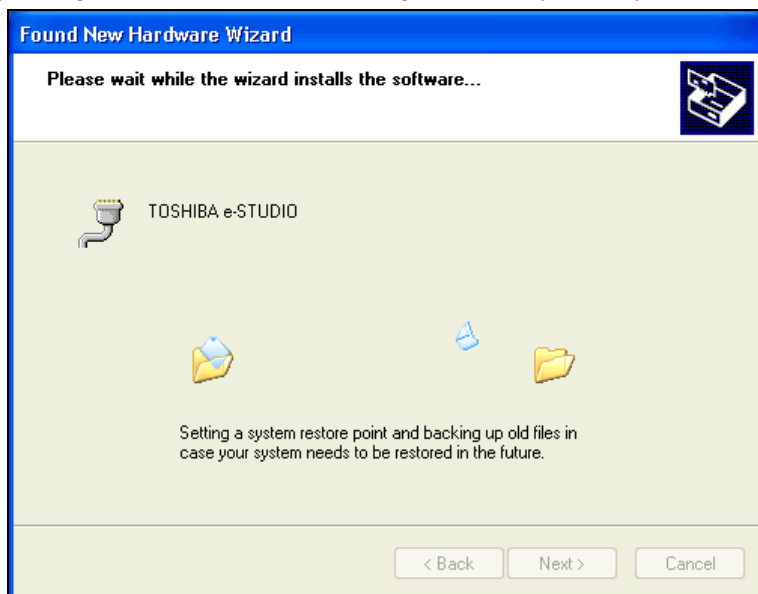 Found New Hardware Wizard
Please wait while the wizard installs the software...
TOSHIBA e-STUDIO
Setting a system restore point and backing up old files in
case your system needs to be restored in the future.
< Back Next > Cancel